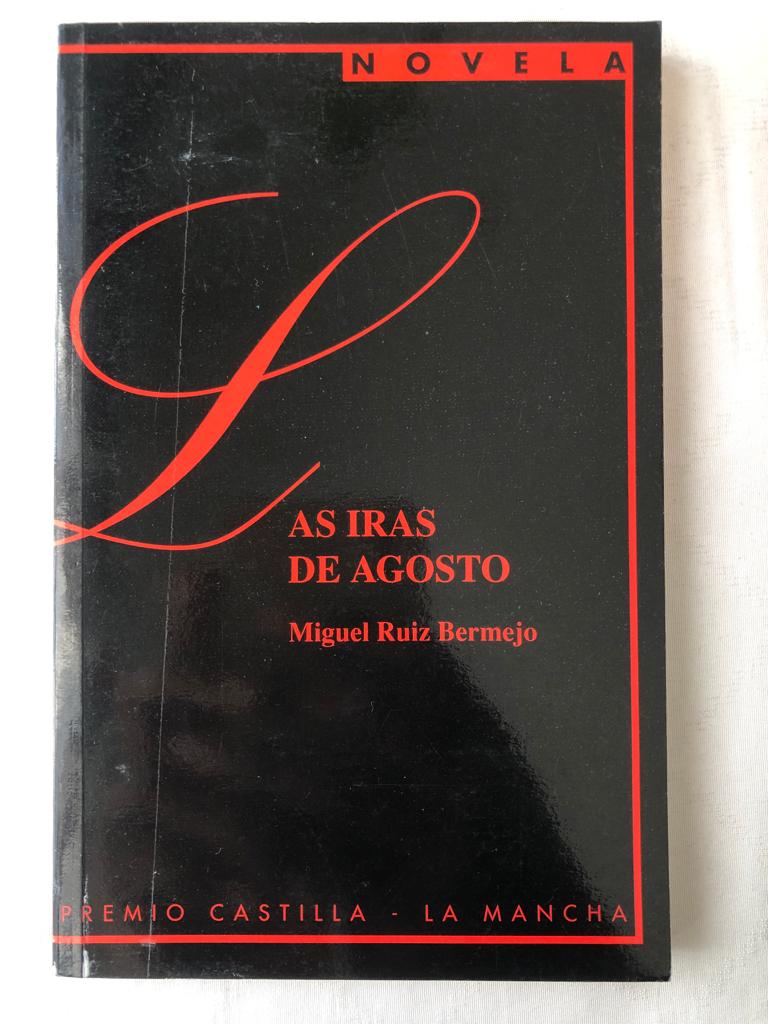 NOVELA
LAS IRAS
DE AGOSTO
Miguel Ruiz Bermejo
PREMIO CASTILLA - LA MANCHA